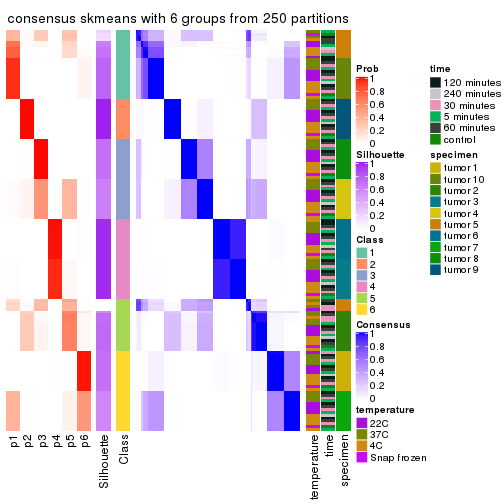 consensus skmeans with 6 groups from 250 partitions
Prob
1
0.8
0.6
0.4
0.2
0
Silhouette
1
0.8
0.6
0.4
0.2
0
Class
1
2
3
4
5
6
Consensus
1
0.8
0.6
0.4
0.2
0
temperature
22C
37C
4C
Snap frozen
time
120 minutes
240 minutes
30 minutes
5 minutes
60 minutes
control
specimen
tumor 1
tumor 10
tumor 2
tumor 3
tumor 4
tumor 5
tumor 6
tumor 7
tumor 8
tumor 9
p1
p2
p3
p4
p5
p6
Silhouette
Class
temperature
time
specimen